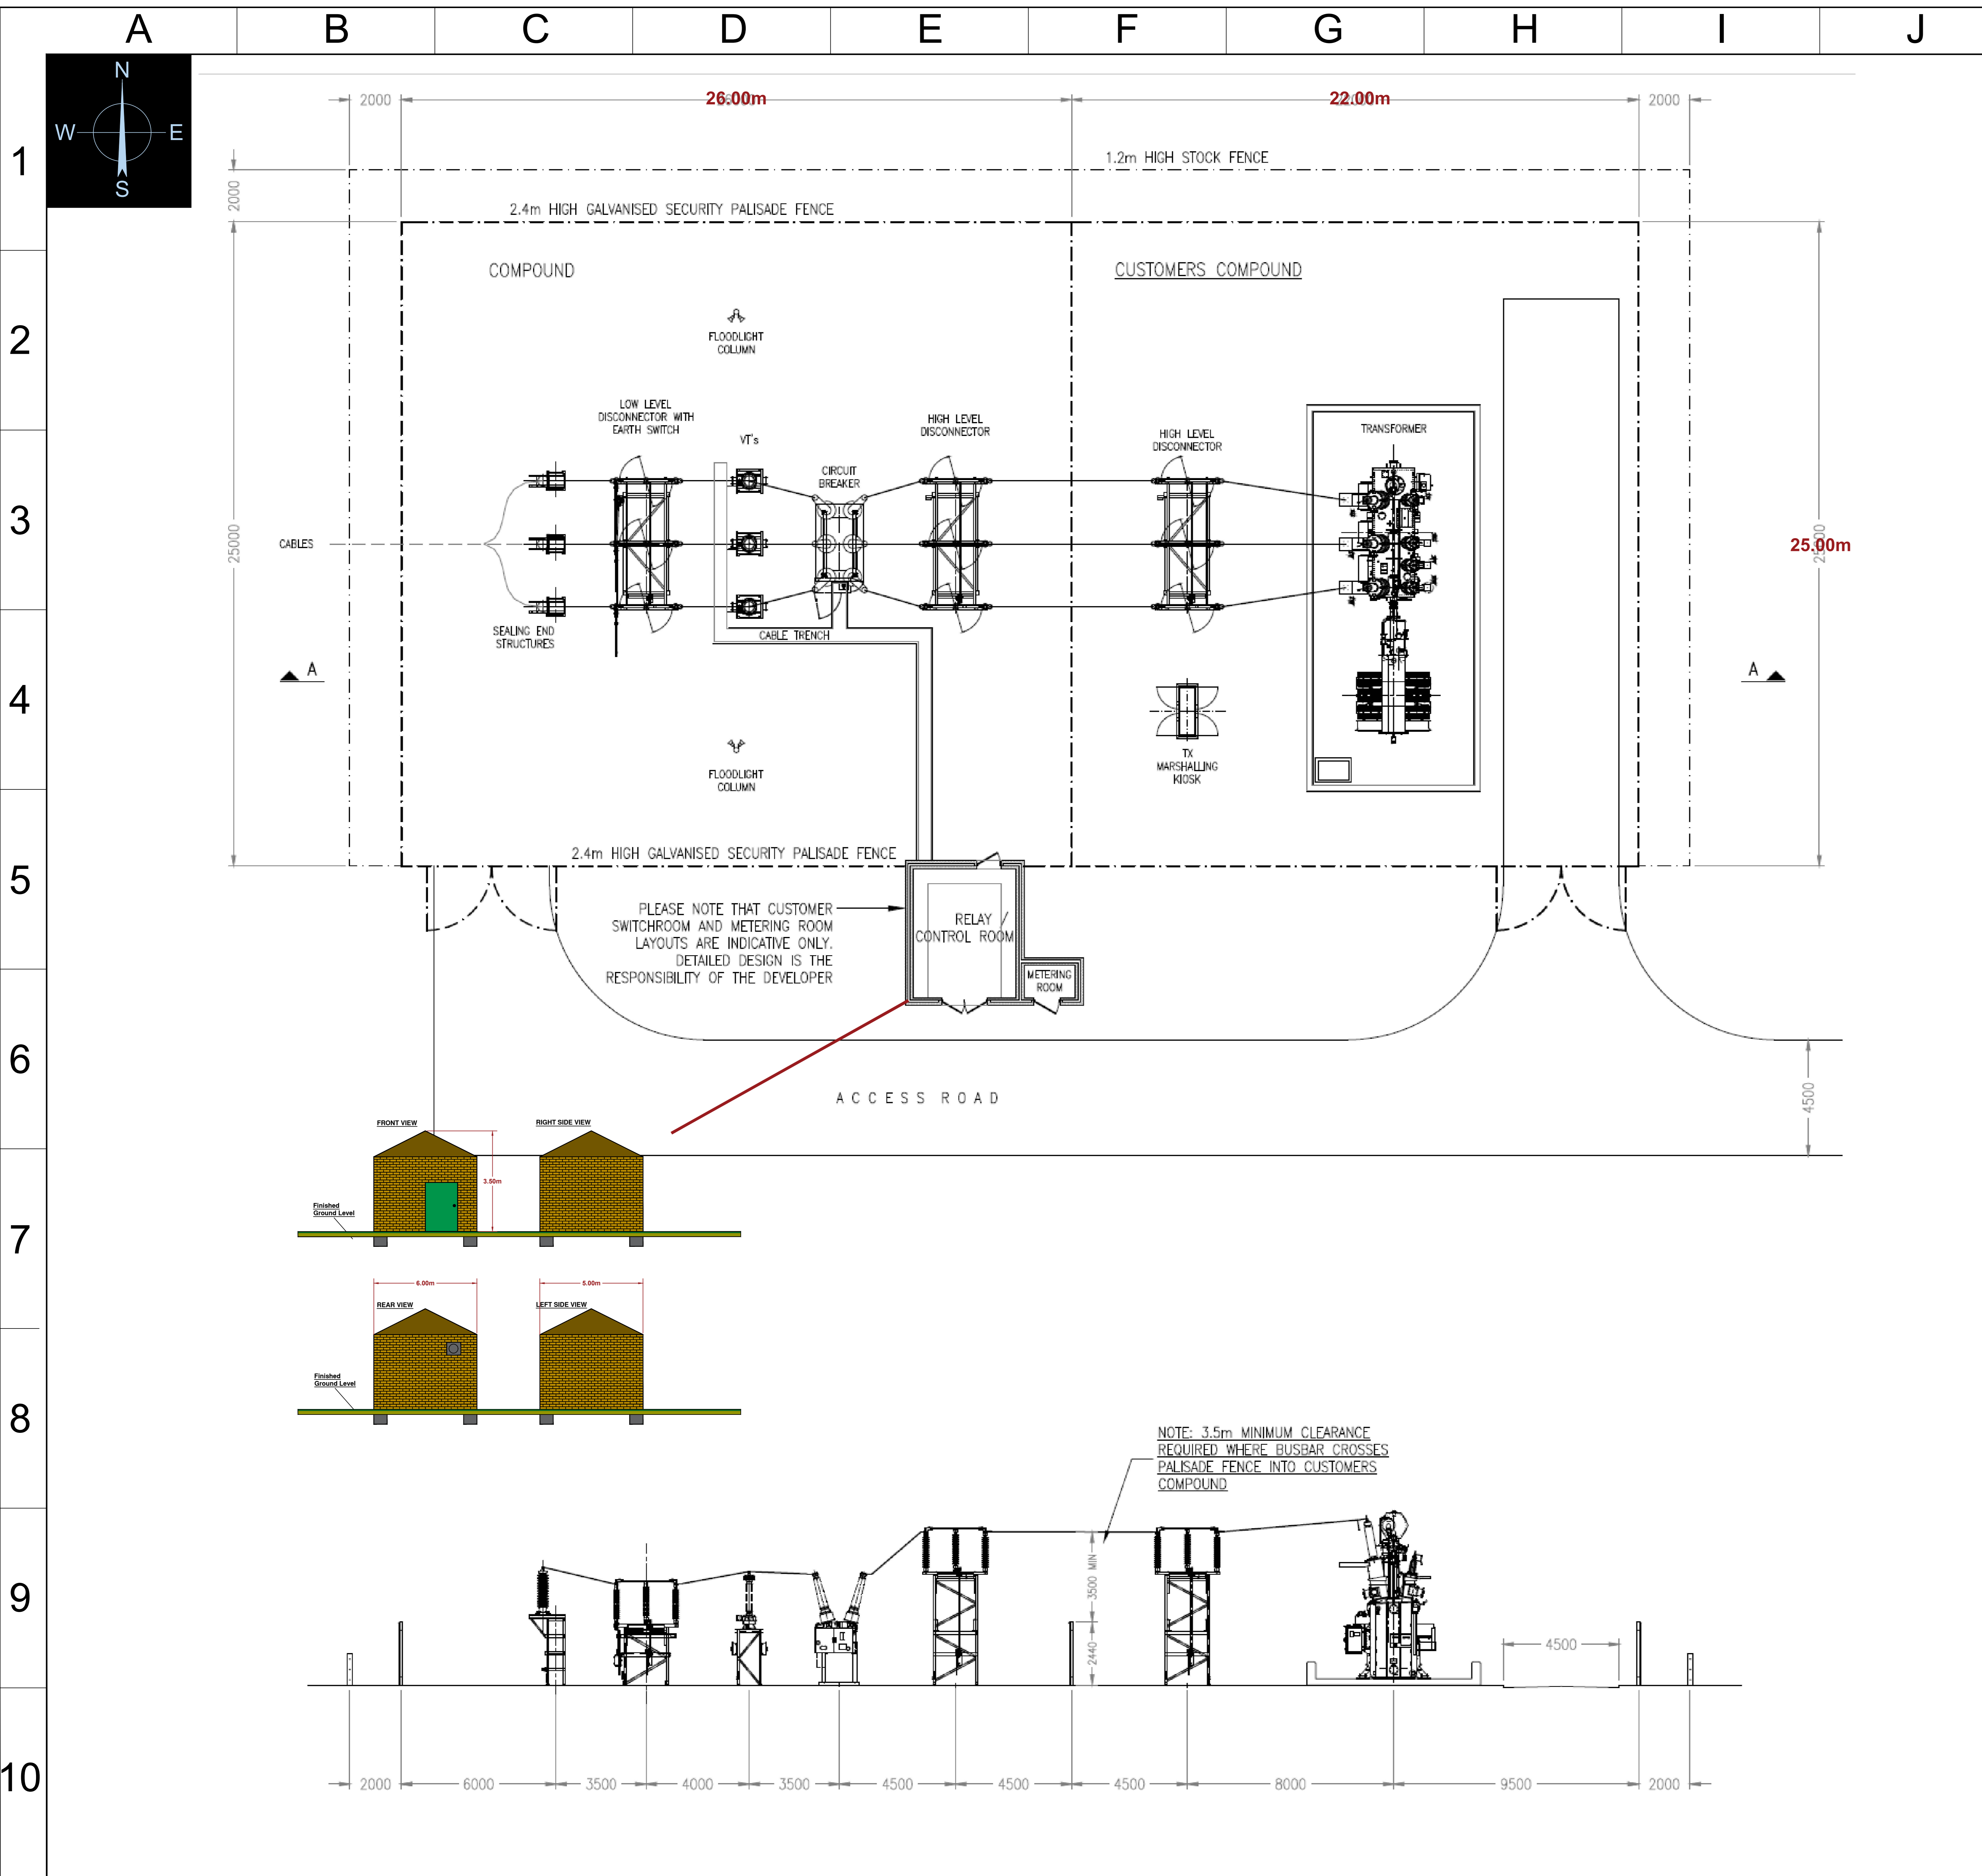 A B C D E F G H I J
N
W E
S
1
2
3
4
5
6
7
8
9
10
2000 26.00m 22.00m 2000
1.2m HIGH STOCK FENCE
2000
2.4m HIGH GALVANISED SECURITY PALISADE FENCE
COMPOUND
CUSTOMERS COMPOUND
FLOODLIGHT
COLUMN
LOW LEVEL
DISCONNECTOR WITH
EARTH SWITCH
VT's
CIRCUIT
BREAKER
HIGH LEVEL
DISCONNECTOR
HIGH LEVEL
DISCONNECTOR
TRANSFORMER
25000
CABLES
25.00m
SEALING END
STRUCTURES
CABLE TRENCH
A
A
FLOODLIGHT
COLUMN
TX
MARSHALLING
KIOSK
2.4m HIGH GALVANISED SECURITY PALISADE FENCE
PLEASE NOTE THAT CUSTOMER
SWITCHROOM AND METERING ROOM
LAYOUTS ARE INDICATIVE ONLY.
DETAILED DESIGN IS THE
RESPONSIBILITY OF THE DEVELOPER
RELAY /
CONTROL ROOM
METERING
ROOM
ACCESS ROAD
4500
FRONT VIEW
RIGHT SIDE VIEW
3.50m
Finished
Ground Level
6.00m
5.00m
REAR VIEW
LEFT SIDE VIEW
Finished
Ground Level
NOTE: 3.5m MINIMUM CLEARANCE
REQUIRED WHERE BUSBAR CROSSES
PALISADE FENCE INTO CUSTOMERS
COMPOUND
3500 MIN
2440
4500
2000 6000 3500 4000 3500 4500 4500 4500 8000 9500 2000